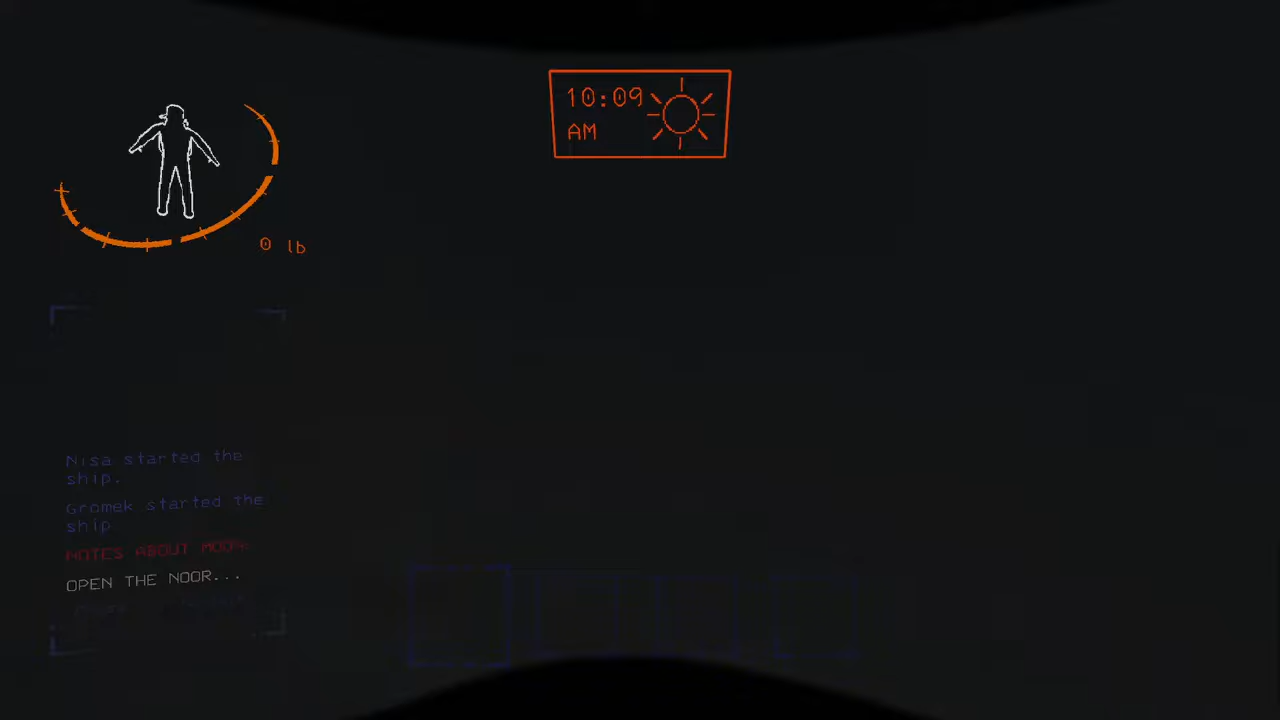 10:09
AM
0 lb
Nisa started the
ship.
Gromek started the
ship
NOTES ABOUT MOON:
OPEN THE NOOR...